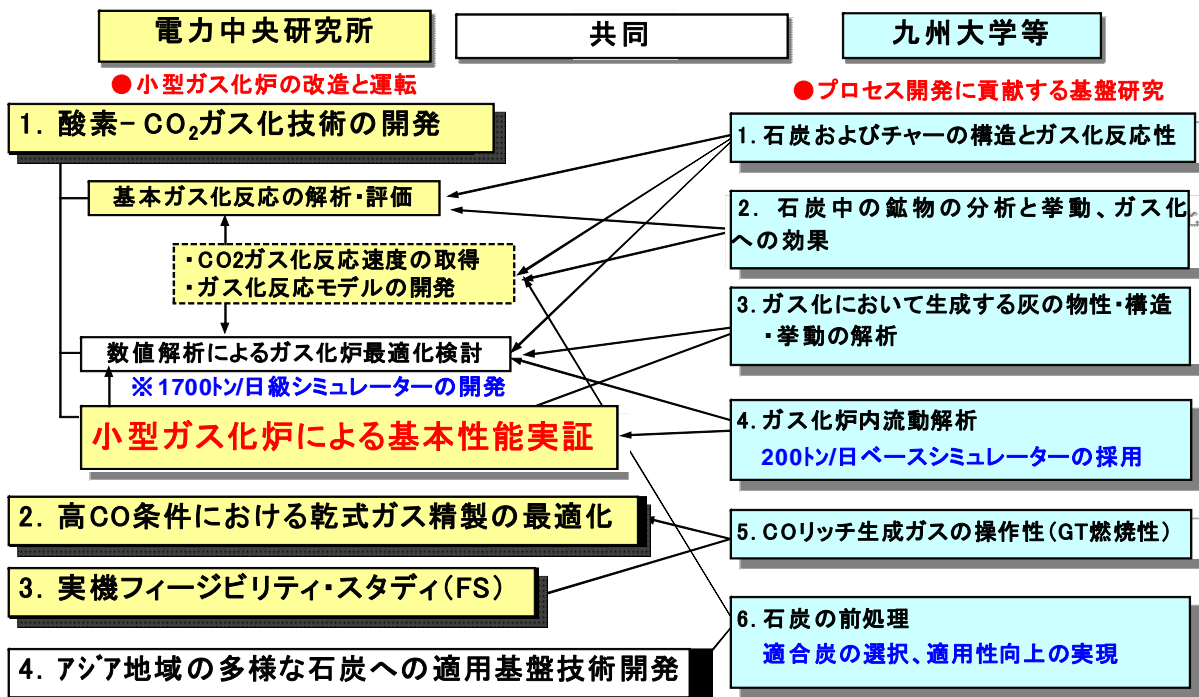 電力中央研究所
共同
九州大学等
●小型ガス化炉の改造と運転
●プロセス開発に貢献する基盤研究
1. 酸素-CO₂ガス化技術の開発
基本ガス化反応の解析・評価
・CO2ガス化反応速度の取得
・ガス化反応モデルの開発
数値解析によるガス化炉最適化検討
※1700トン/日級シミュレーターの開発
小型ガス化炉による基本性能実証
2. 高CO条件における乾式ガス精製の最適化
3. 実機フィージビリティ・スタディ(FS)
4. アジア地域の多様な石炭への適用基盤技術開発
1. 石炭およびチャーの構造とガス化反応性
2. 石炭中の鉱物の分析と挙動、ガス化
への効果
3.ガス化において生成する灰の物性・構造
・挙動の解析
4.ガス化炉内流動解析
200トン/日ベースシミュレーターの採用
5.COリッチ生成ガスの操作性(GT燃焼性)
6.石炭の前処理
適合炭の選択、適用性向上の実現